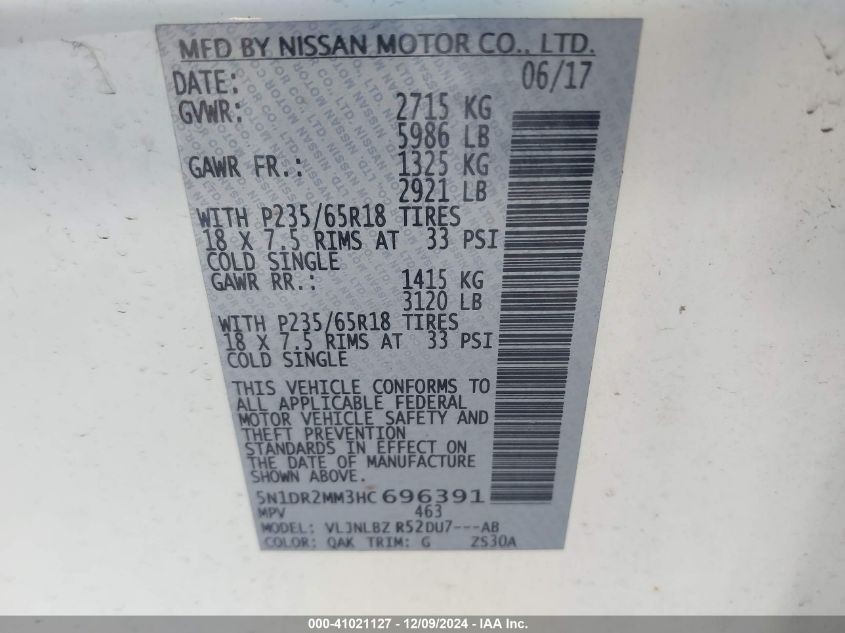 MFD BY NISSAN MOTOR CO., LTD.
DATE: 06/17
GVWR: 2715 KG
5986 LB
GAWR FR.: 1325 KG
2921 LB
WITH P235/65R18 TIRES
18 X 7.5 RIMS AT 33 PSI
COLD SINGLE
GAWR RR.: 1415 KG
3120 LB
WITH P235/65R18 TIRES
18 X 7.5 RIMS AT 33 PSI
COLD SINGLE
THIS VEHICLE CONFORMS TO
ALL APPLICABLE FEDERAL
MOTOR VEHICLE SAFETY AND
THEFT PREVENTION
STANDARDS IN EFFECT ON
THE DATE OF MANUFACTURE
SHOWN ABOVE.
5N1DR2MM3HC696391
MPV 463
MODEL: VLJNLBZ R52DU7---AB
COLOR: QAK TRIM: G ZS30A
000-41021127 - 12/09/2024 - IAA Inc.